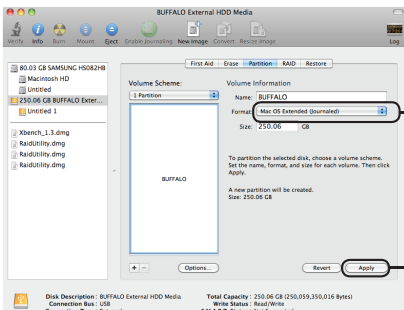 BUFFALO External HDD Media
Verify Info Burn Mount Eject Enable Journaling New Image Convert Resize Image Log
First Aid Erase Partition RAID Restore
80.03 GB SAMSUNG HS082HB
Macintosh HD
Untitled
250.06 GB BUFFALO Exter...
Untitled 1
Xbench_1.3.dmg
RaidUtility.dmg
RaidUtility.dmg
RaidUtility.dmg
Volume Scheme:
1 Partition
BUFFALO
Volume Information
Name: BUFFALO
Format: Mac OS Extended (Journaled)
Size: 250.06 GB
To partition the selected disk, choose a volume scheme.
Set the name, format, and size for each volume. Then click
Apply.
A new partition will be created.
Size: 250.06 GB
+ − Options... Revert Apply
Disk Description : BUFFALO External HDD Media Total Capacity : 250.06 GB (250,059,350,016 Bytes)
Connection Bus : USB Write Status : Read/Write